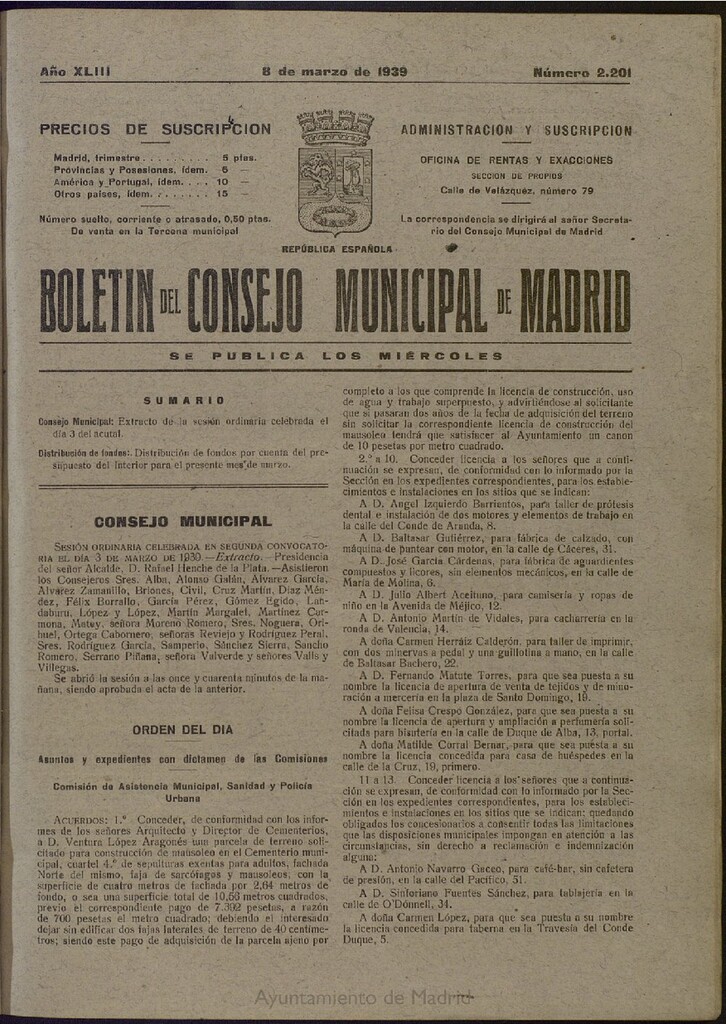 Año XLIII
8 de marzo de 1939
Número 2.201
PRECIOS DE SUSCRIPCION
Madrid, trimestre . . . . . . . . . 5 ptas.
Provincias y Posesiones, ídem. 6 —
América y Portugal, ídem. . . . . 10 —
Otros países, ídem. . . . . . . . . 15 —
Número suelto, corriente o atrasado, 0,50 ptas.
De venta en la Tercena municipal
ADMINISTRACION Y SUSCRIPCION
OFICINA DE RENTAS Y EXACCIONES
SECCION DE PROPIOS
Calle de Velázquez, número 79
La correspondencia se dirigirá al señor Secreta-
rio del Consejo Municipal de Madrid
REPÚBLICA ESPAÑOLA
BOLETIN DEL CONSEJO MUNICIPAL DE MADRID
SE PUBLICA LOS MIÉRCOLES
SUMARIO
Consejo Municipal: Extracto de la sesión ordinaria celebrada el
día 3 del acutal.
Distribución de fondos: Distribución de fondos por cuenta del pre-
supuesto del Interior para el presente mes de marzo.
CONSEJO MUNICIPAL
SESIÓN ORDINARIA CELEBRADA EN SEGUNDA CONVOCATO-
RIA EL DÍA 3 DE MARZO DE 1939.—Extracto.—Presidencia
del señor Alcalde, D. Rafael Henche de la Plata.—Asistieron
los Consejeros Sres. Alba, Alonso Galán, Alvarez García,
Alvarez Zamanillo, Briones, Civil, Cruz Martín, Díaz Mén-
dez, Félix Borrallo, García Pérez, Gómez Egido, Lan-
daburu, López y López, Martín Margalet, Martínez Car-
mona, Matey, señora Moreno Romero, Sres. Noguera, Ori-
huel, Ortega Cabornero, señoras Reviejo y Rodríguez Peral,
Sres. Rodríguez García, Samperio, Sánchez Sierra, Sancho
Romero, Serrano Piñana, señora Valverde y señores Valls y
Villegas.
Se abrió la sesión a las once y cuarenta minutos de la ma-
ñana, siendo aprobada el acta de la anterior.
ORDEN DEL DIA
Asuntos y expedientes con dictamen de las Comisiones
Comisión de Asistencia Municipal, Sanidad y Policía
Urbana
ACUERDOS: 1.º Conceder, de conformidad con los infor-
mes de los señores Arquitecto y Director de Cementerios,
a D. Ventura López Aragonés una parcela de terreno soli-
citado para construcción de mausoleo en el Cementerio muni-
cipal, cuartel 4.º de sepulturas exentas para adultos, fachada
Norte del mismo, faja de sarcófagos y mausoleos; con la
superficie de cuatro metros de fachada por 2,64 metros de
fondo, o sea una superficie total de 10,56 metros cuadrados,
previo el correspondiente pago de 7.392 pesetas, a razón
de 700 pesetas el metro cuadrado; debiendo el interesado
dejar sin edificar dos fajas laterales de terreno de 40 centíme-
tros; siendo este pago de adquisición de la parcela ajeno por
completo a los que comprende la licencia de construcción, uso
de agua y trabajo superpuesto, y advirtiéndose al solicitante
que si pasaran dos años de la fecha de adquisición del terreno
sin solicitar la correspondiente licencia de construcción del
mausoleo tendrá que satisfacer al Ayuntamiento un canon
de 10 pesetas por metro cuadrado.
2.º a 10. Conceder licencia a los señores que a conti-
nuación se expresan, de conformidad con lo informado por la
Sección en los expedientes correspondientes, para los estable-
cimientos e instalaciones en los sitios que se indican:
A D. Angel Izquierdo Barrientos, para taller de prótesis
dental e instalación de dos motores y elementos de trabajo en
la calle del Conde de Aranda, 8.
A D. Baltasar Gutiérrez, para fábrica de calzado, con
máquina de puntear con motor, en la calle de Cáceres, 31.
A D. José García Cárdenas, para fábrica de aguardientes
compuestos y licores, sin elementos mecánicos, en la calle de
María de Molina, 6.
A D. Julio Albert Aceituno, para camisería y ropas de
niño en la Avenida de Méjico, 12.
A D. Antonio Martín de Vidales, para cacharrería en la
ronda de Valencia, 14.
A doña Carmen Herráiz Calderón, para taller de imprimir,
con dos minervas a pedal y una guillotina a mano, en la calle
de Baltasar Bachero, 22.
A D. Fernando Matute Torres, para que sea puesta a su
nombre la licencia de apertura de venta de tejidos y de mino-
ración a mercería en la plaza de Santo Domingo, 19.
A doña Felisa Crespo González, para que sea puesta a su
nombre la licencia de apertura y ampliación a perfumería soli-
citada para bisutería en la calle de Duque de Alba, 13, portal.
A doña Matilde Corral Bernar, para que sea puesta a su
nombre la licencia concedida para casa de huéspedes en la
calle de la Cruz, 19, primero.
11 a 13. Conceder licencia a los señores que a continua-
ción se expresan, de conformidad con lo informado por la Sec-
ción en los expedientes correspondientes, para los estableci-
mientos e instalaciones en los sitios que se indican; quedando
obligados los concesionarios a consentir todas las limitaciones
que las disposiciones municipales impongan en atención a las
circunstancias, sin derecho a reclamación e indemnización
alguna:
A D. Antonio Navarro Gaceo, para café-bar, sin cafetera
de presión, en la calle del Pacífico, 51.
A D. Sinforiano Fuentes Sánchez, para tablajería en la
calle de O'Donnell, 34.
A doña Carmen López, para que sea puesta a su nombre
la licencia concedida para taberna en la Travesía del Conde
Duque, 5.
Ayuntamiento de Madrid